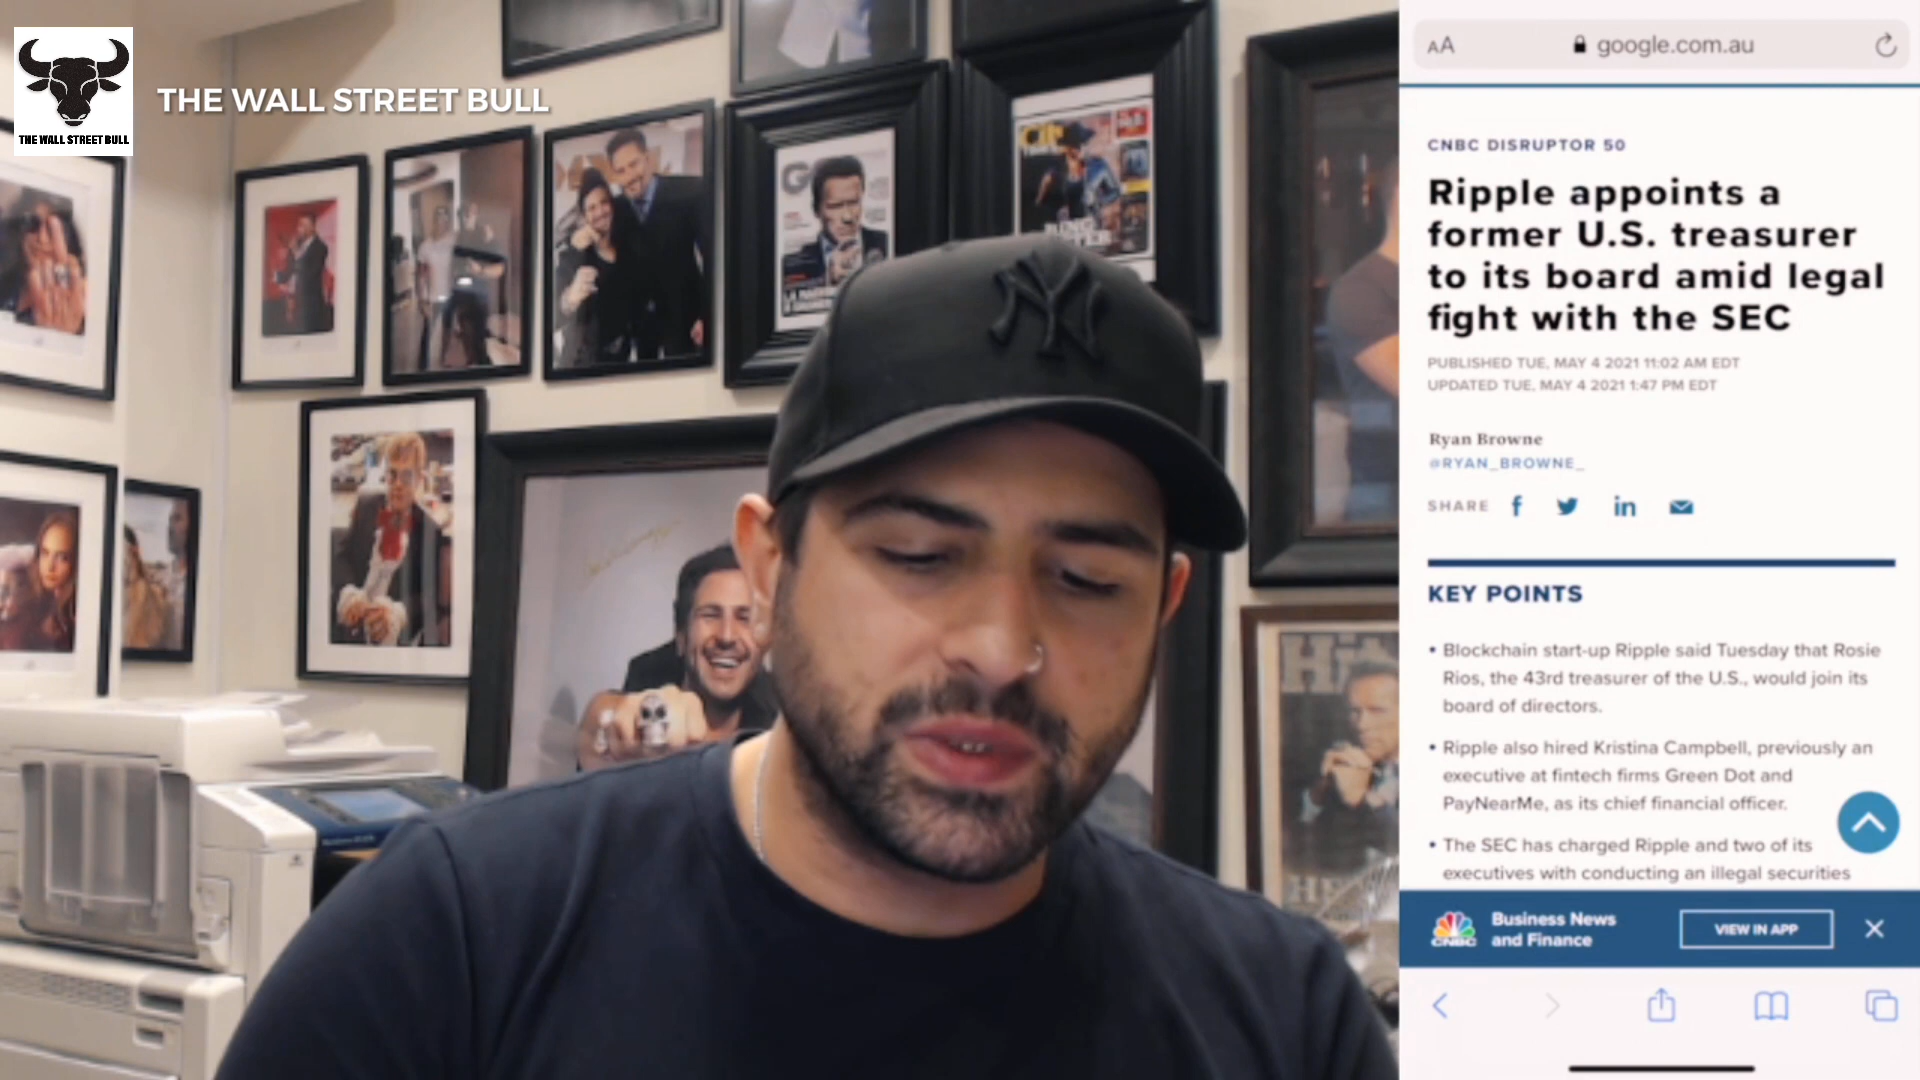 THE WALL STREET BULL
THE WALL STREET BULL
GQ
AA
google.com.au
CNBC DISRUPTOR 50
Ripple appoints a
former U.S. treasurer
to its board amid legal
fight with the SEC
PUBLISHED TUE, MAY 4 2021 11:02 AM EDT
UPDATED TUE, MAY 4 2021 1:47 PM EDT
Ryan Browne
@RYAN_BROWNE_
SHARE
KEY POINTS
• Blockchain start-up Ripple said Tuesday that Rosie
Rios, the 43rd treasurer of the U.S., would join its
board of directors.
• Ripple also hired Kristina Campbell, previously an
executive at fintech firms Green Dot and
PayNearMe, as its chief financial officer.
• The SEC has charged Ripple and two of its
executives with conducting an illegal securities
CNBC
Business News
and Finance
VIEW IN APP